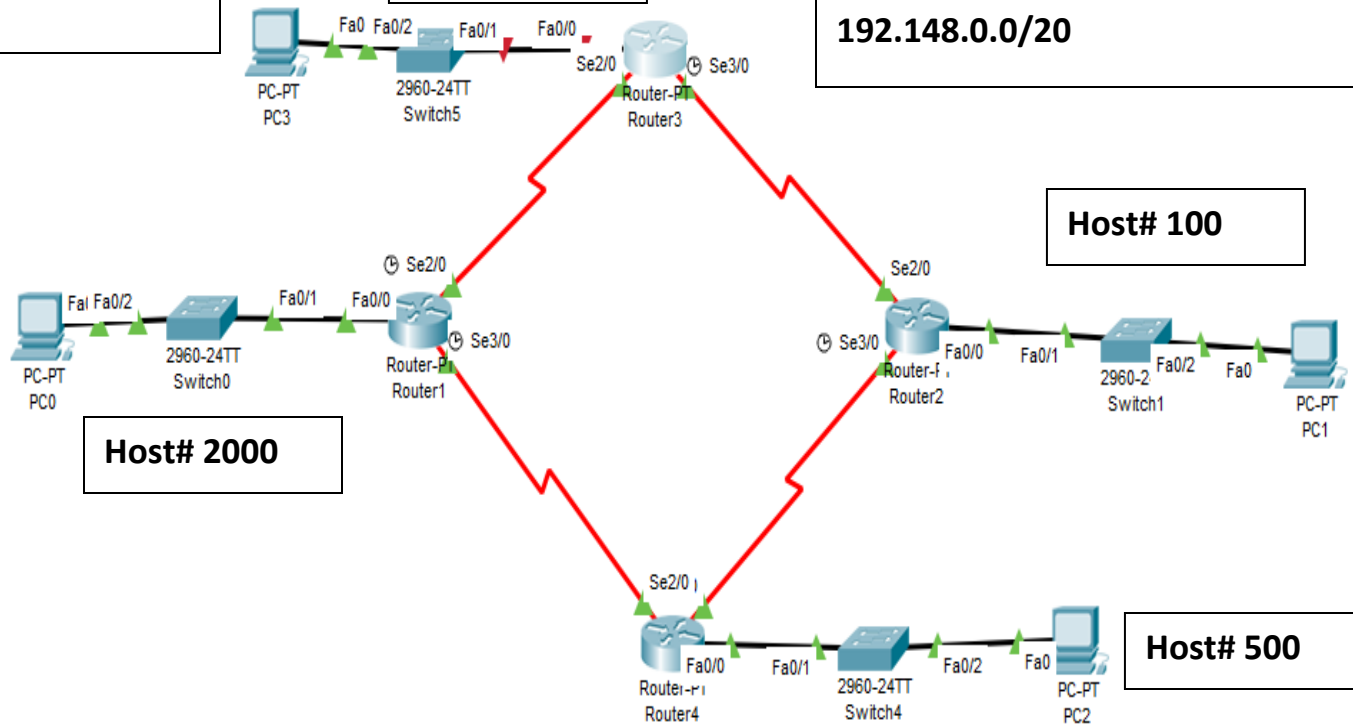 192.148.0.0/20
Fa0 Fa0/2 Fa0/1 Fa0/0
Se2/0 Se3/0
PC-PT
PC3
2960-24TT
Switch5
Router-PT
Router3
Host# 100
Se2/0
Se2/0
Fa0/2 Fa0/1 Fa0/0
Se3/0
Se3/0
Fa0/0 Fa0/1 Fa0/2 Fa0
PC-PT
PC0
2960-24TT
Switch0
Router1
Router2
Switch1
PC-PT
PC1
Host# 2000
Se2/0
Host# 500
Fa0/0 Fa0/1 Fa0/2 Fa0
Router4
2960-24TT
Switch4
PC-PT
PC2